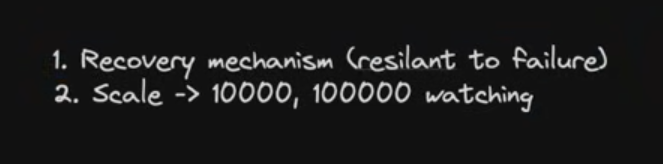 1. Recovery mechanism (resilant to failure)
2. Scale -> 10000, 100000 watching